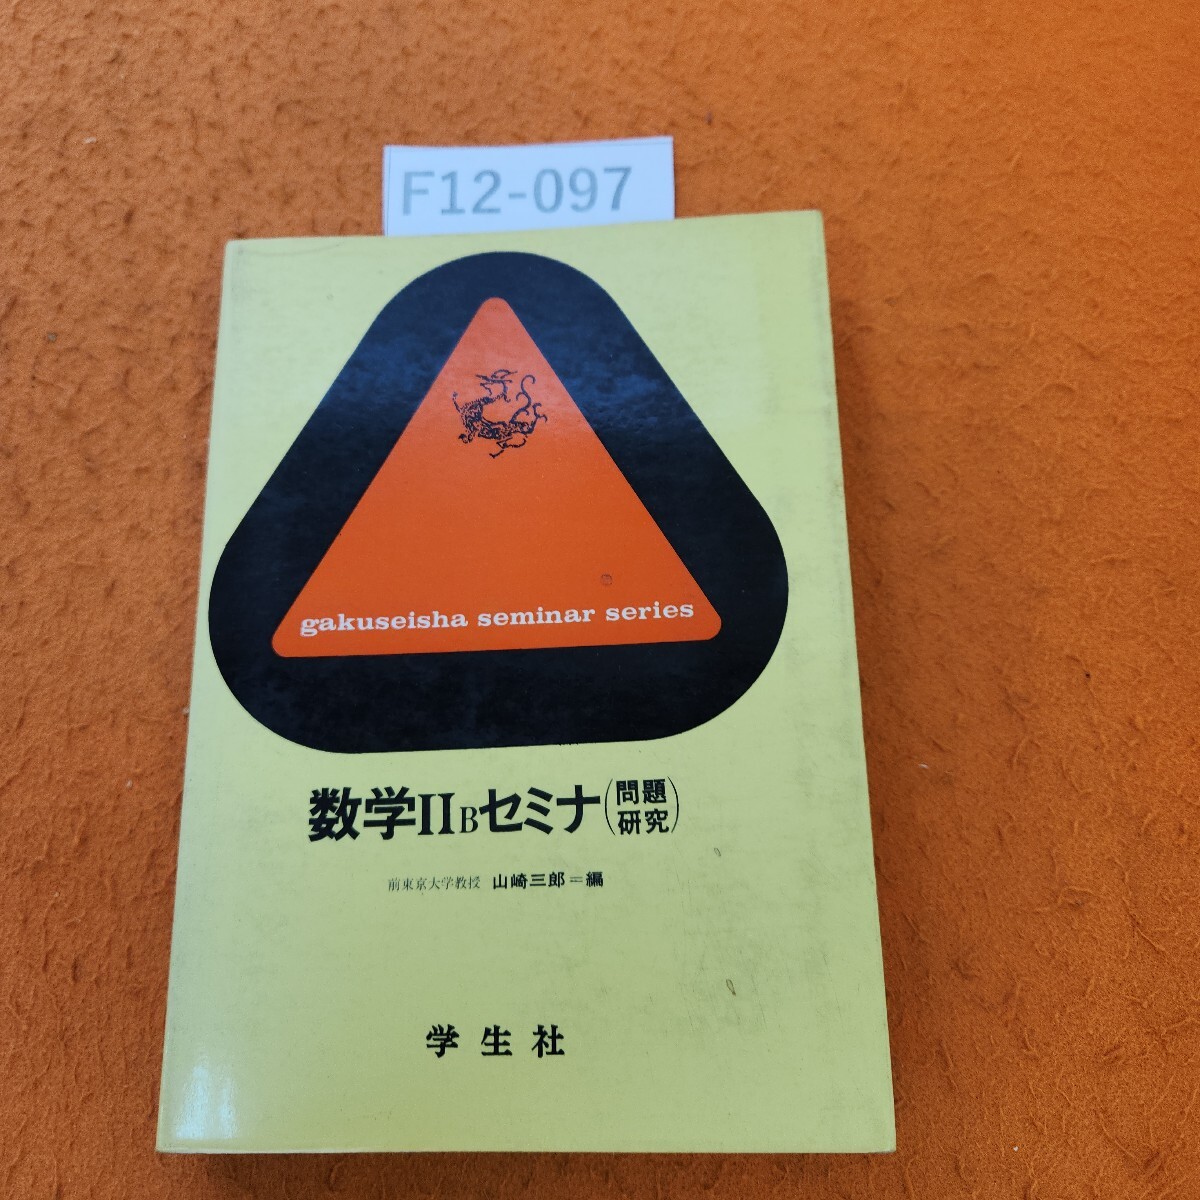 F12-097
gakuseisha seminar series
数学IIBセミナ(問題研究)
前東京大学教授 山崎三郎=編
学生社